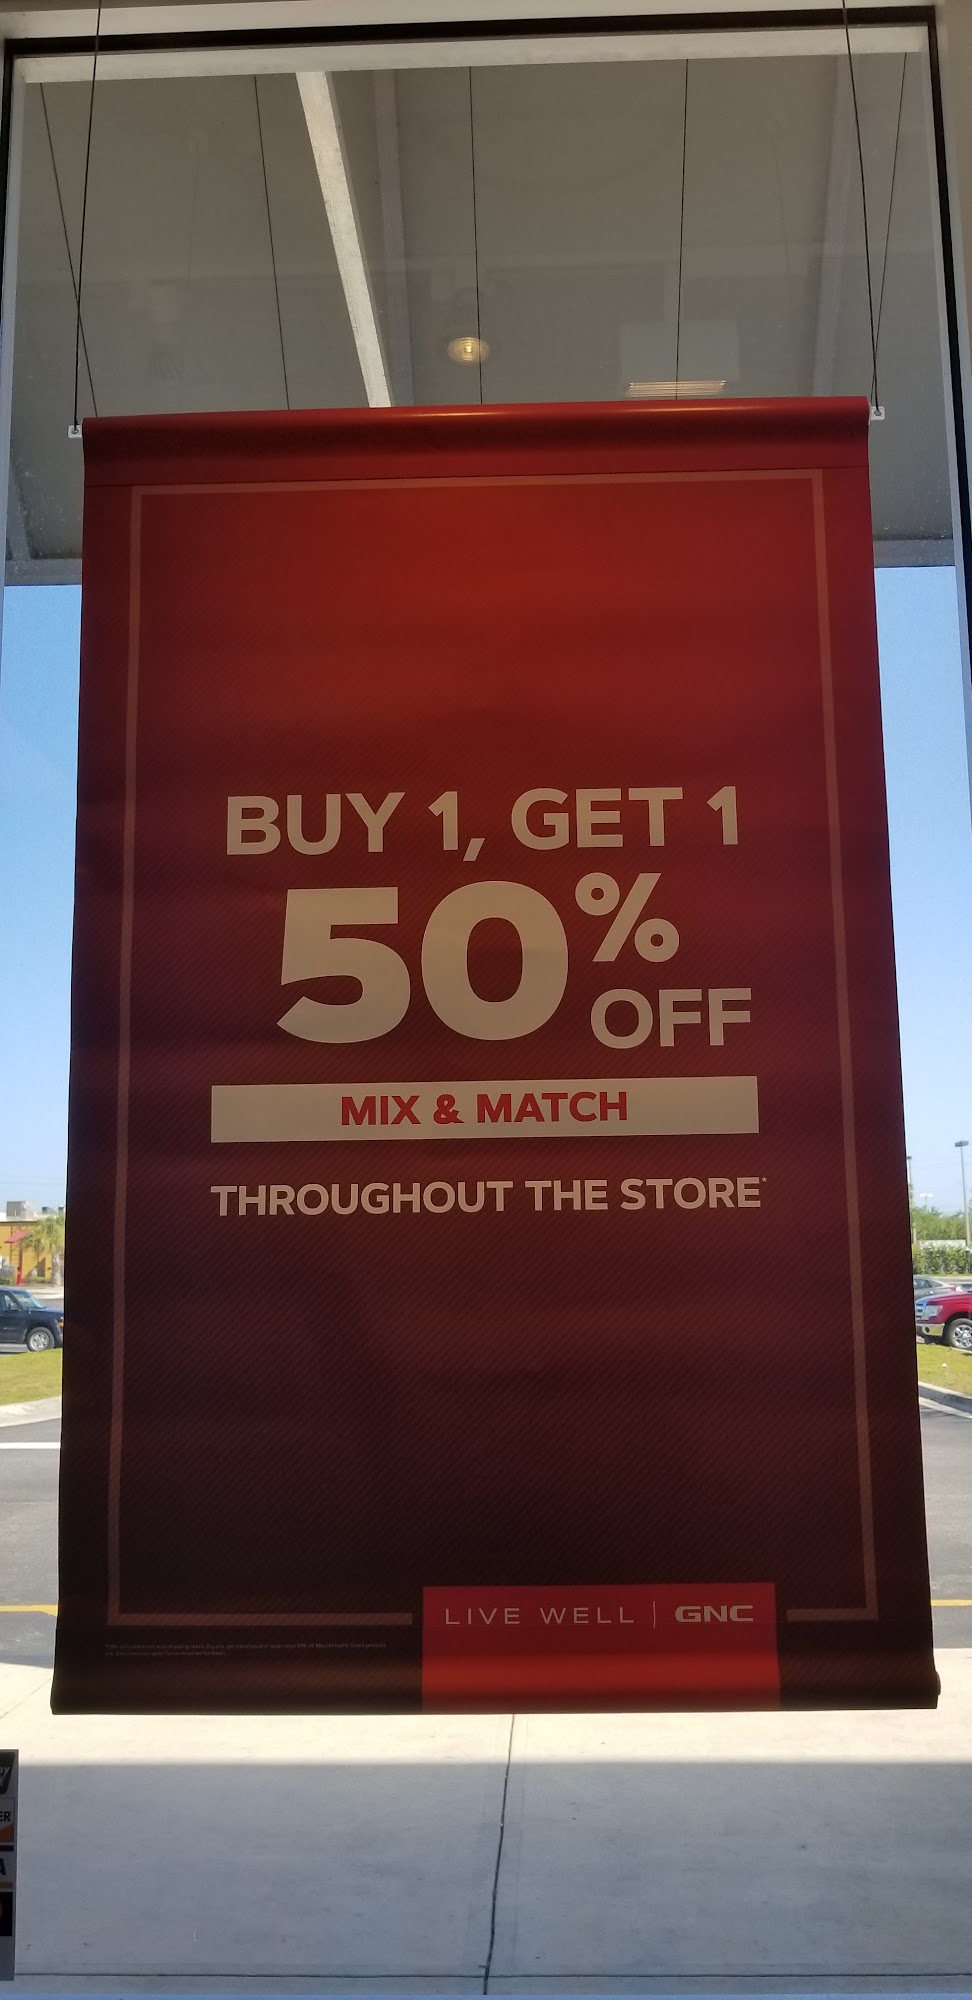 BUY 1, GET 1
50% OFF
MIX & MATCH
THROUGHOUT THE STORE*
LIVE WELL | GNC